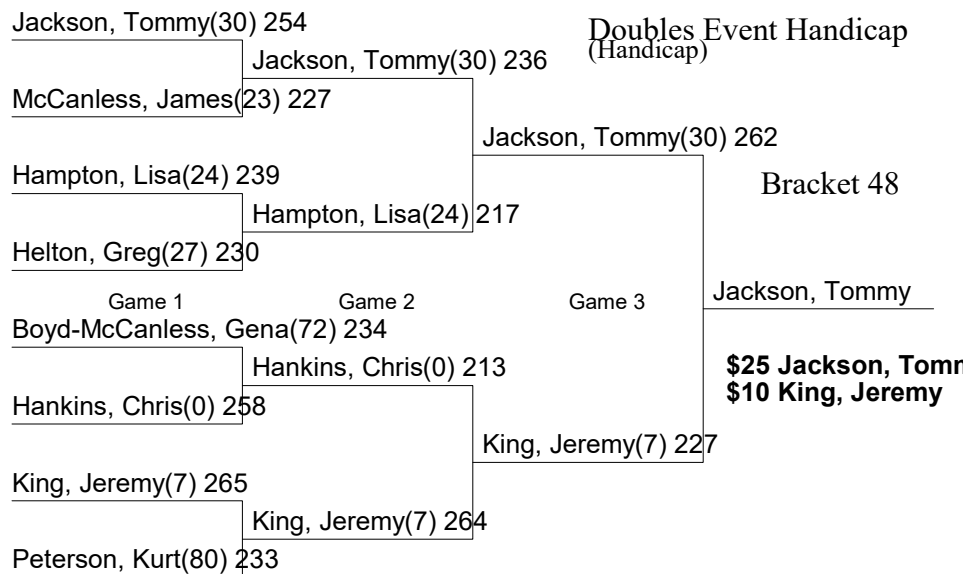 Jackson, Tommy(30) 254
Doubles Event Handicap
(Handicap)
Jackson, Tommy(30) 236
McCanless, James(23) 227
Jackson, Tommy(30) 262
Hampton, Lisa(24) 239
Bracket 48
Hampton, Lisa(24) 217
Helton, Greg(27) 230
Game 1
Game 2
Game 3
Jackson, Tommy
Boyd-McCanless, Gena(72) 234
Hankins, Chris(0) 213
$25 Jackson, Tomm
$10 King, Jeremy
Hankins, Chris(0) 258
King, Jeremy(7) 227
King, Jeremy(7) 265
King, Jeremy(7) 264
Peterson, Kurt(80) 233